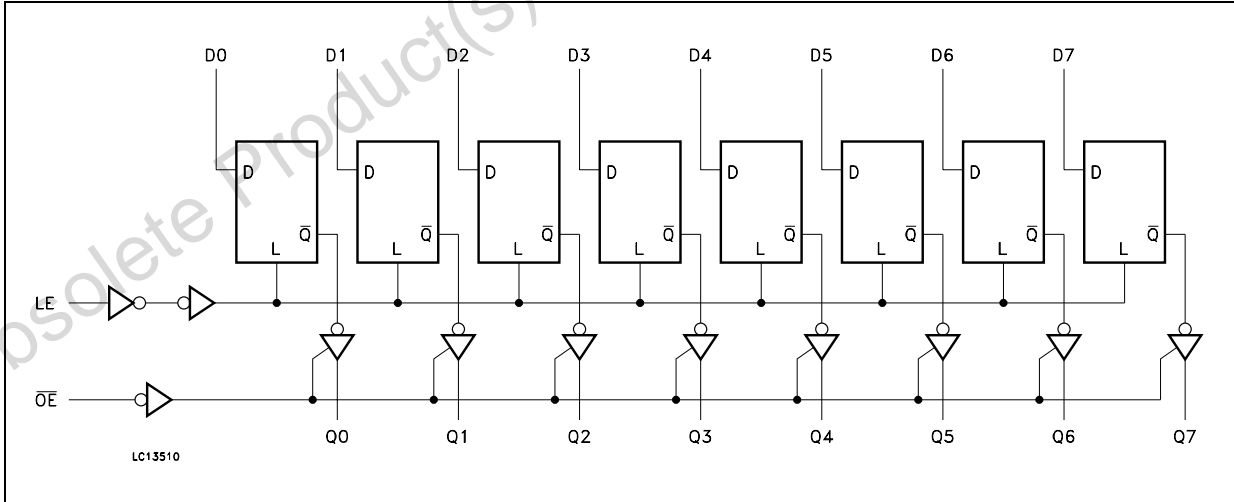 bsolete Product(s)
D0 D1 D2 D3 D4 D5 D6 D7
D D D D D D D D
Q̅ Q̅ Q̅ Q̅ Q̅ Q̅ Q̅ Q̅
L L L L L L L L
LE
O̅E̅
Q0 Q1 Q2 Q3 Q4 Q5 Q6 Q7
LC13510